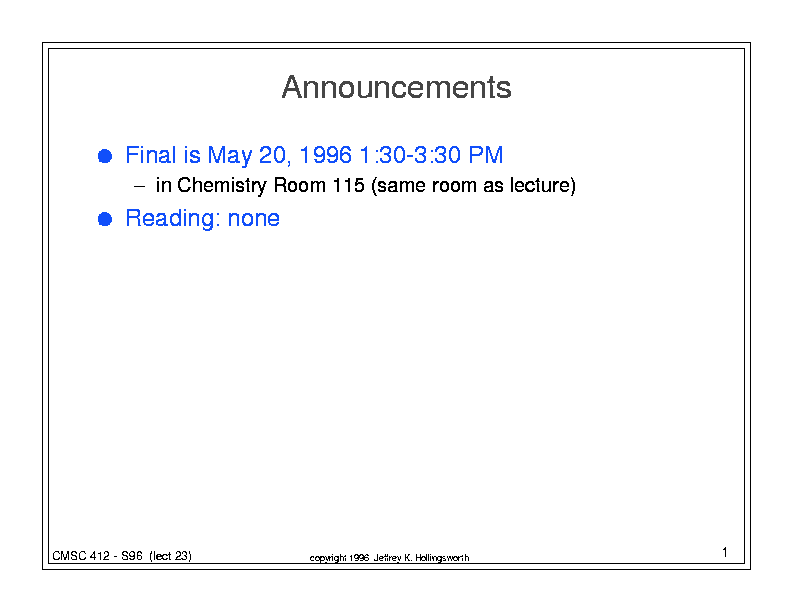 Announcements
● Final is May 20, 1996 1:30-3:30 PM
– in Chemistry Room 115 (same room as lecture)
● Reading: none
CMSC 412 - S96 (lect 23)
copyright 1996 Jeffrey K. Hollingsworth
1